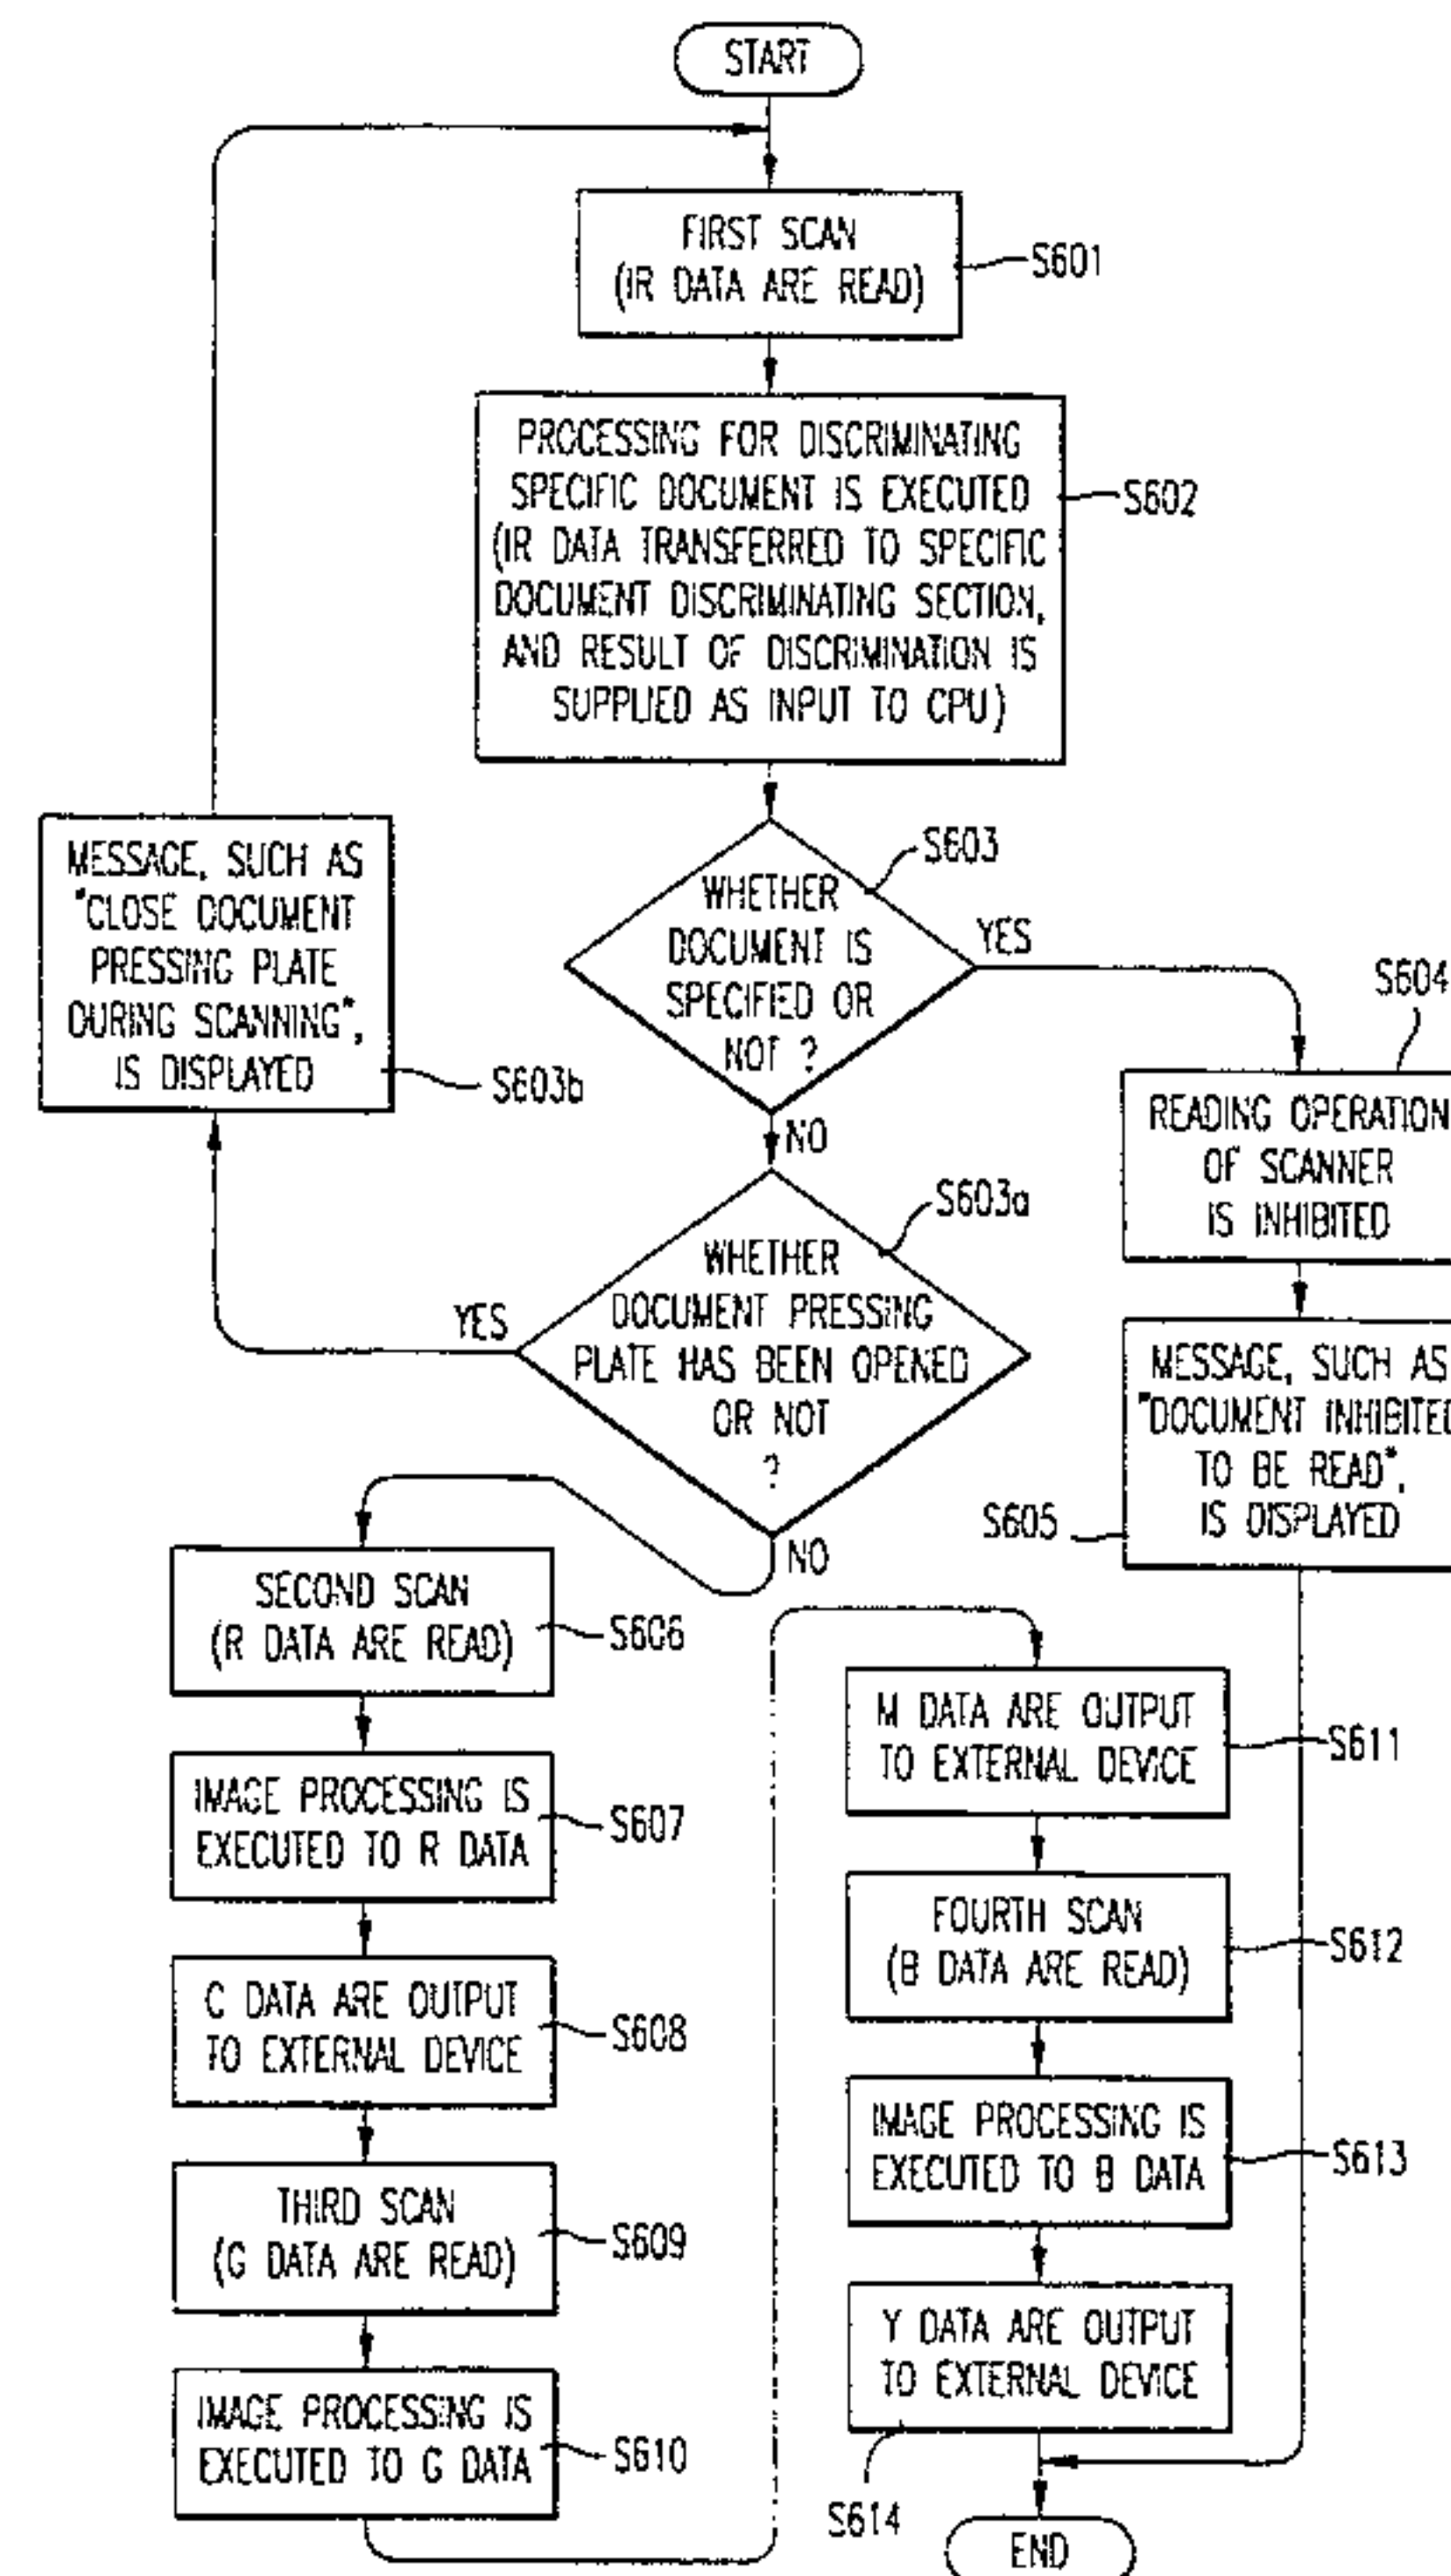 START
FIRST SCAN
(IR DATA ARE READ)
S601
PROCESSING FOR DISCRIMINATING
SPECIFIC DOCUMENT IS EXECUTED
(IR DATA TRANSFERRED TO SPECIFIC
DOCUMENT DISCRIMINATING SECTION,
AND RESULT OF DISCRIMINATION IS
SUPPLIED AS INPUT TO CPU)
S602
WHETHER
DOCUMENT IS
SPECIFIED OR
NOT ?
S603
YES
NO
MESSAGE, SUCH AS
"CLOSE DOCUMENT
PRESSING PLATE
DURING SCANNING",
IS DISPLAYED
S603b
WHETHER
DOCUMENT PRESSING
PLATE HAS BEEN OPENED
OR NOT
?
S603a
YES
NO
S604
READING OPERATION
OF SCANNER
IS INHIBITED
MESSAGE, SUCH AS
"DOCUMENT INHIBITED
TO BE READ",
IS DISPLAYED
S605
SECOND SCAN
(R DATA ARE READ)
S606
IMAGE PROCESSING IS
EXECUTED TO R DATA
S607
C DATA ARE OUTPUT
TO EXTERNAL DEVICE
S608
THIRD SCAN
(G DATA ARE READ)
S609
IMAGE PROCESSING IS
EXECUTED TO G DATA
S610
M DATA ARE OUTPUT
TO EXTERNAL DEVICE
S611
FOURTH SCAN
(B DATA ARE READ)
S612
IMAGE PROCESSING IS
EXECUTED TO B DATA
S613
Y DATA ARE OUTPUT
TO EXTERNAL DEVICE
S614
END